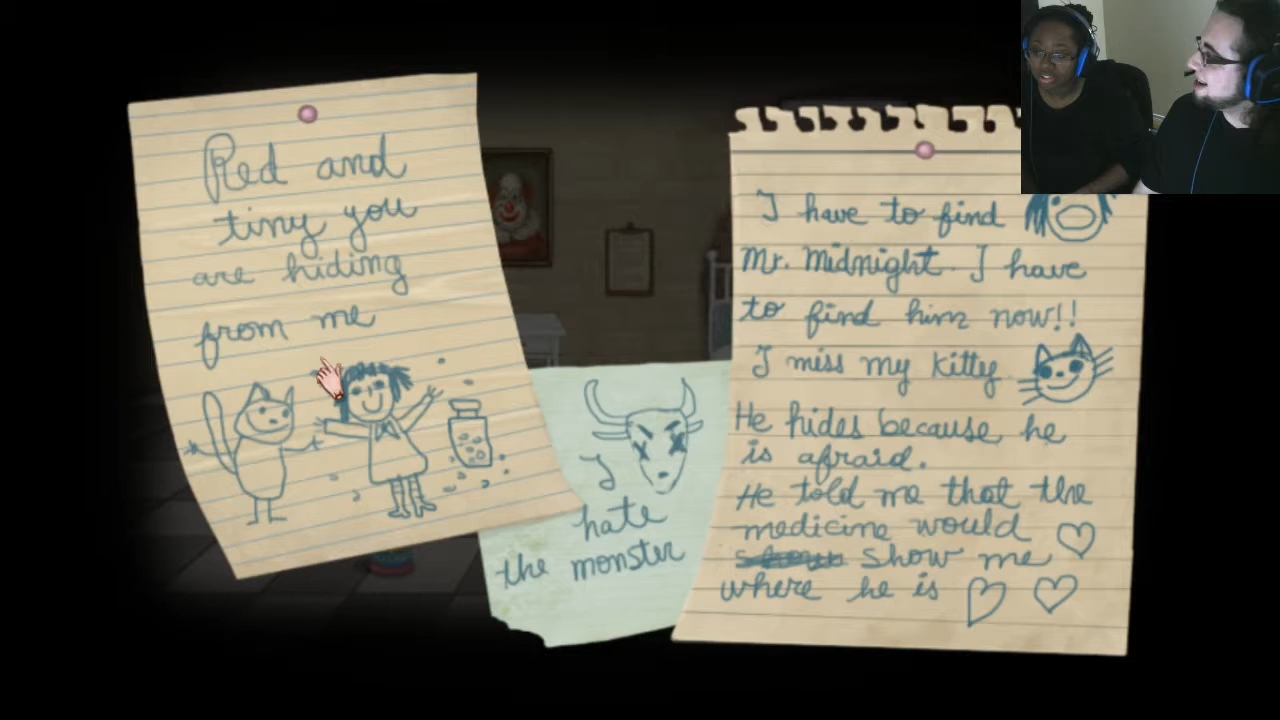 Red and
tiny you
are hiding
from me
I
hate
the monster
I have to find
Mr. Midnight. I have
to find him now!!
I miss my Kitty
He hides because he
is afraid.
He told me that the
medicine would
show me
where he is